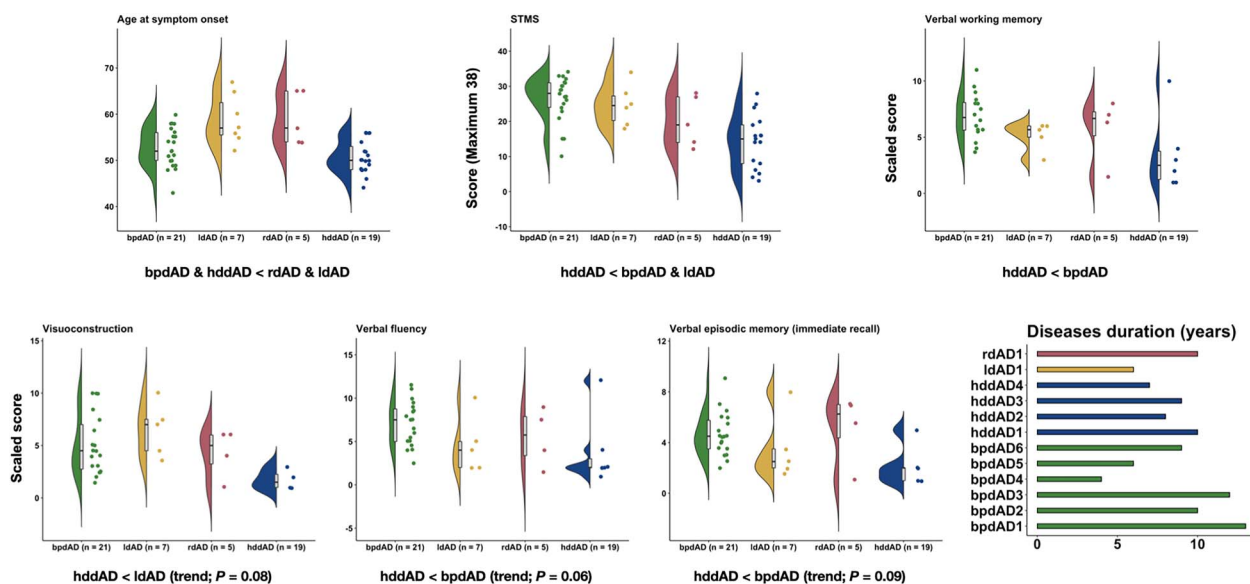 Age at symptom onset
70
60
50
40
bpdAD (n = 21) ldAD (n = 7) rdAD (n = 5) hddAD (n = 19)
bpdAD & hddAD < rdAD & ldAD
STMS
Score (Maximum 38)
40
30
20
10
0
-10
bpdAD (n = 21) ldAD (n = 7) rdAD (n = 5) hddAD (n = 19)
hddAD < bpdAD & ldAD
Verbal working memory
Scaled score
10
5
0
bpdAD (n = 21) ldAD (n = 7) rdAD (n = 5) hddAD (n = 19)
hddAD < bpdAD
Visuoconstruction
Scaled score
15
10
5
0
bpdAD (n = 21) ldAD (n = 7) rdAD (n = 5) hddAD (n = 19)
hddAD < ldAD (trend; P = 0.08)
Verbal fluency
15
10
5
0
-5
bpdAD (n = 21) ldAD (n = 7) rdAD (n = 5) hddAD (n = 19)
hddAD < bpdAD (trend; P = 0.06)
Verbal episodic memory (immediate recall)
12
8
4
0
bpdAD (n = 21) ldAD (n = 7) rdAD (n = 5) hddAD (n = 19)
hddAD < bpdAD (trend; P = 0.09)
Diseases duration (years)
rdAD1
ldAD1
hddAD4
hddAD3
hddAD2
hddAD1
bpdAD6
bpdAD5
bpdAD4
bpdAD3
bpdAD2
bpdAD1
0 5 10